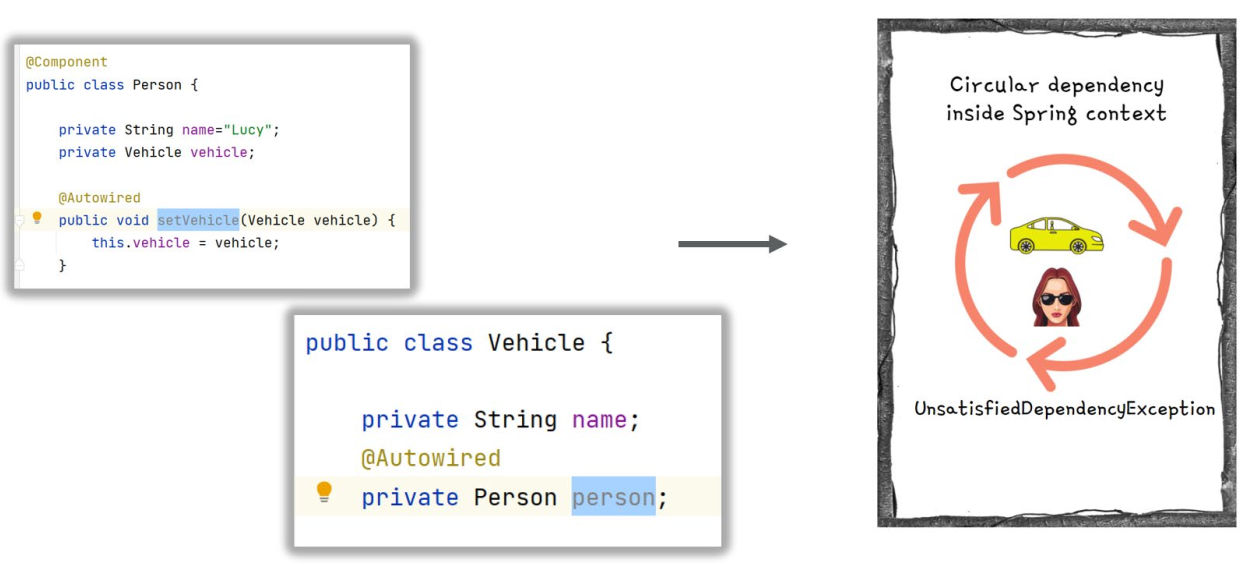 @Component
public class Person {
private String name="Lucy";
private Vehicle vehicle;
@Autowired
public void setVehicle(Vehicle vehicle) {
this.vehicle = vehicle;
}
public class Vehicle {
private String name;
@Autowired
private Person person;
Circular dependency
inside Spring context
UnsatisfiedDependencyException